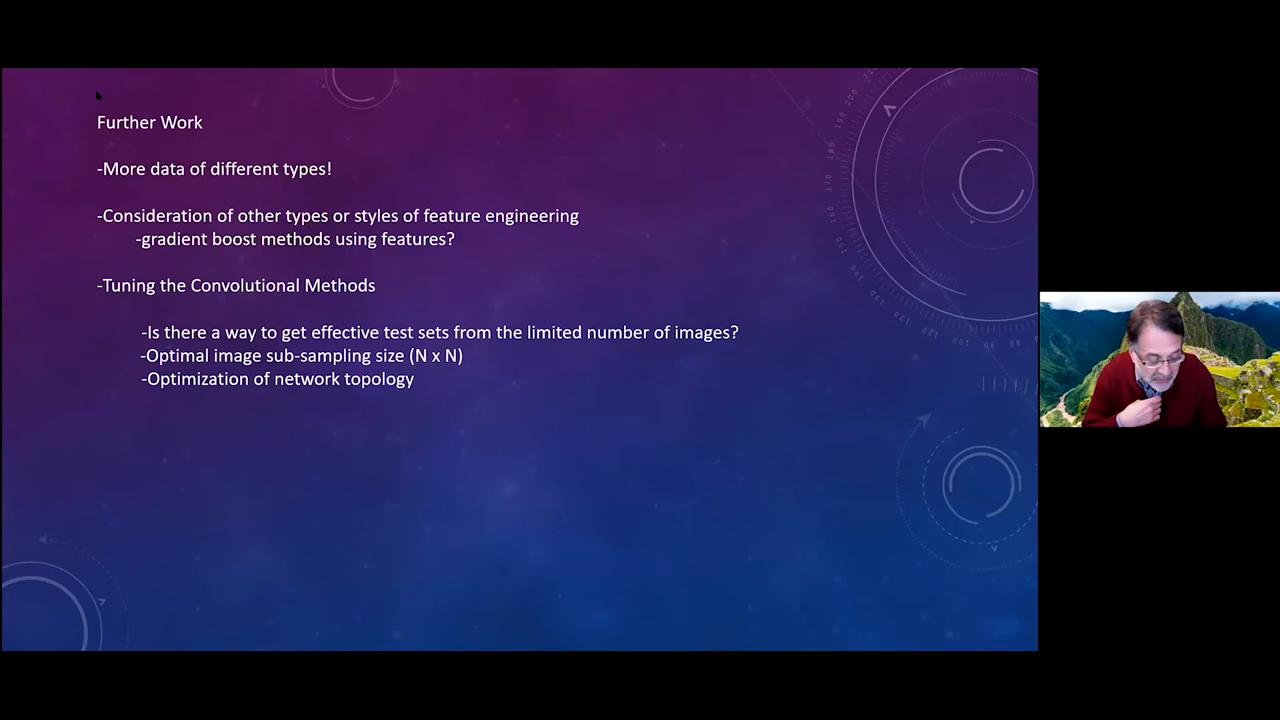 Further Work
-More data of different types!
-Consideration of other types or styles of feature engineering
-gradient boost methods using features?
-Tuning the Convolutional Methods
-Is there a way to get effective test sets from the limited number of images?
-Optimal image sub-sampling size (N x N)
-Optimization of network topology